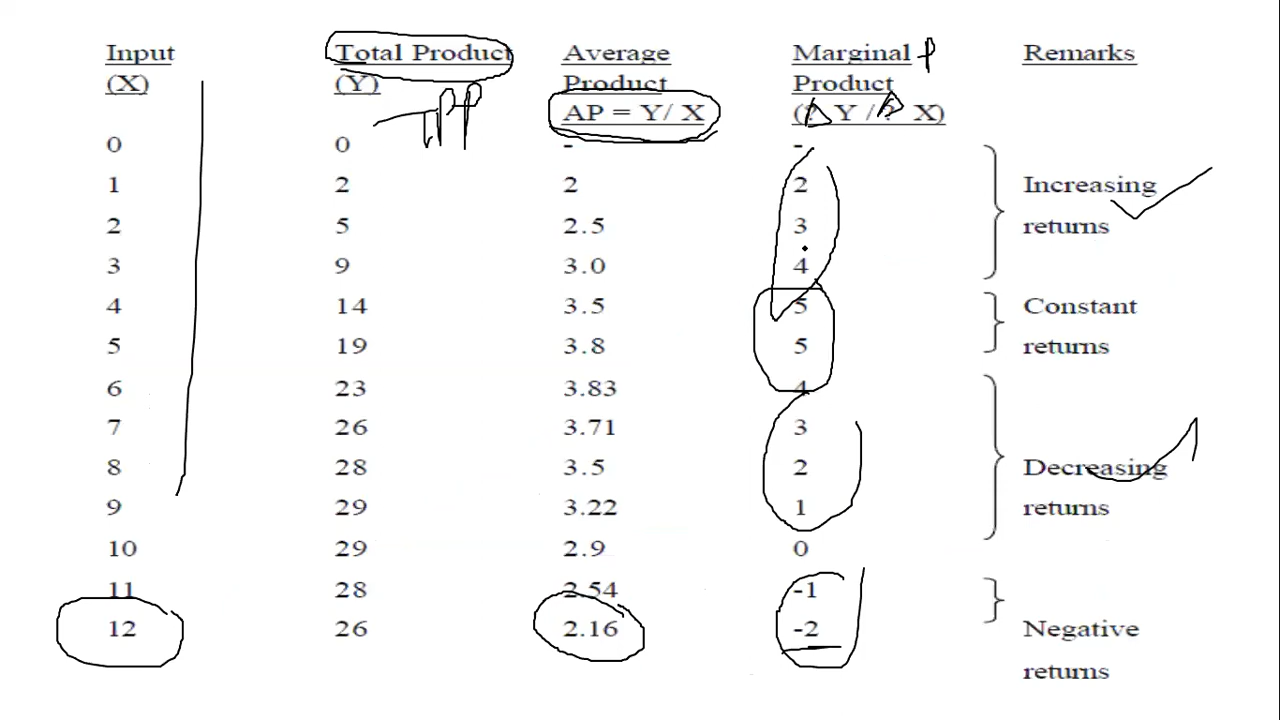 Input Total Product Average Marginal P Remarks
(X) (Y) Product Product
TPP AP = Y/ X (Δ Y /Δ X)
0 0 - -
1 2 2 2 Increasing
2 5 2.5 3 returns
3 9 3.0 4
4 14 3.5 5 Constant
5 19 3.8 5 returns
6 23 3.83 4
7 26 3.71 3
8 28 3.5 2 Decreasing
9 29 3.22 1 returns
10 29 2.9 0
11 28 2.54 -1
12 26 2.16 -2 Negative
returns